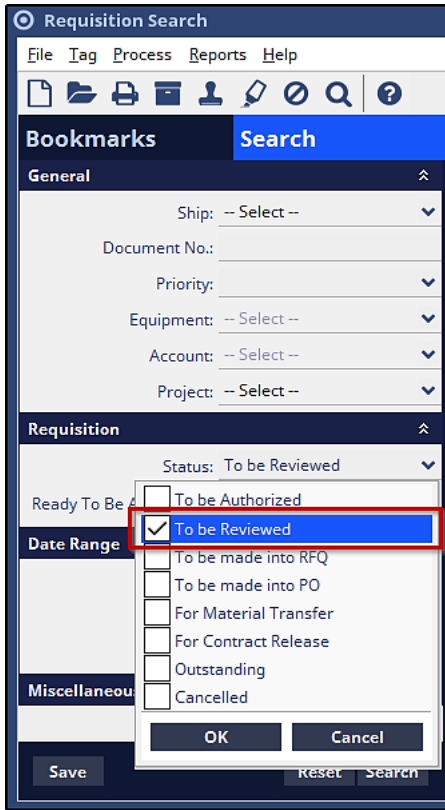 Requisition Search
File Tag Process Reports Help
Bookmarks Search
General
Ship: -- Select --
Document No.:
Priority:
Equipment: -- Select --
Account: -- Select --
Project: -- Select --
Requisition
Status: To be Reviewed
Ready To Be
To be Authorized
To be Reviewed
Date Range
To be made into RFQ
To be made into PO
For Material Transfer
For Contract Release
Outstanding
Miscellaneou
Cancelled
OK Cancel
Save Reset Search